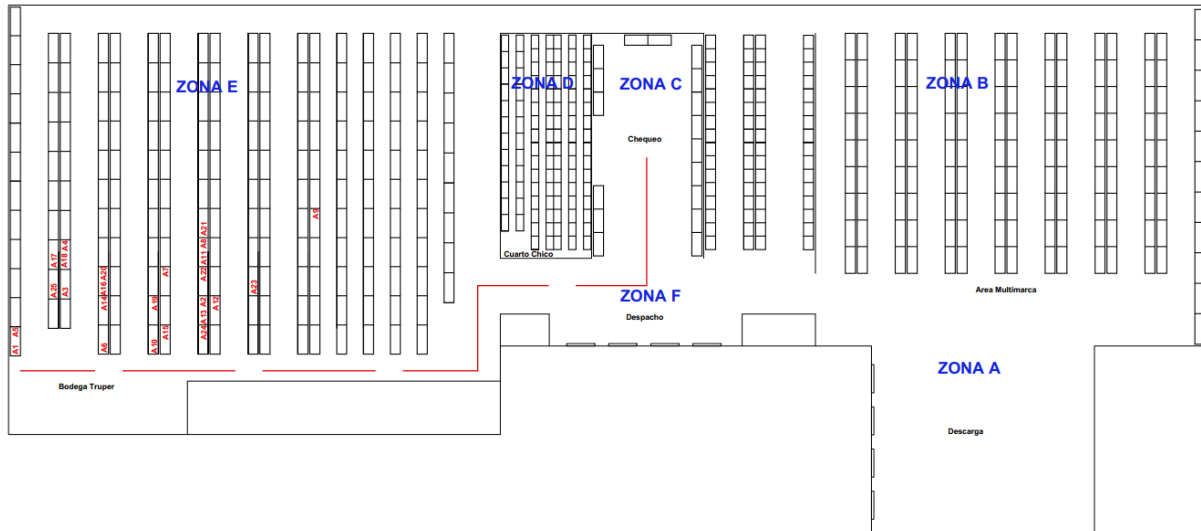 ZONA E
ZONA D
ZONA C
ZONA B
Chequeo
A9
A21
A8
A11
A22
A4
A18
A17
A20
A16
A14
A7
A23
A25
A3
A19
A2
A13
A24
A12
A15
A10
A6
A5
A1
Cuarto Chico
ZONA F
Despacho
Area Multimarca
ZONA A
Bodega Truper
Descarga